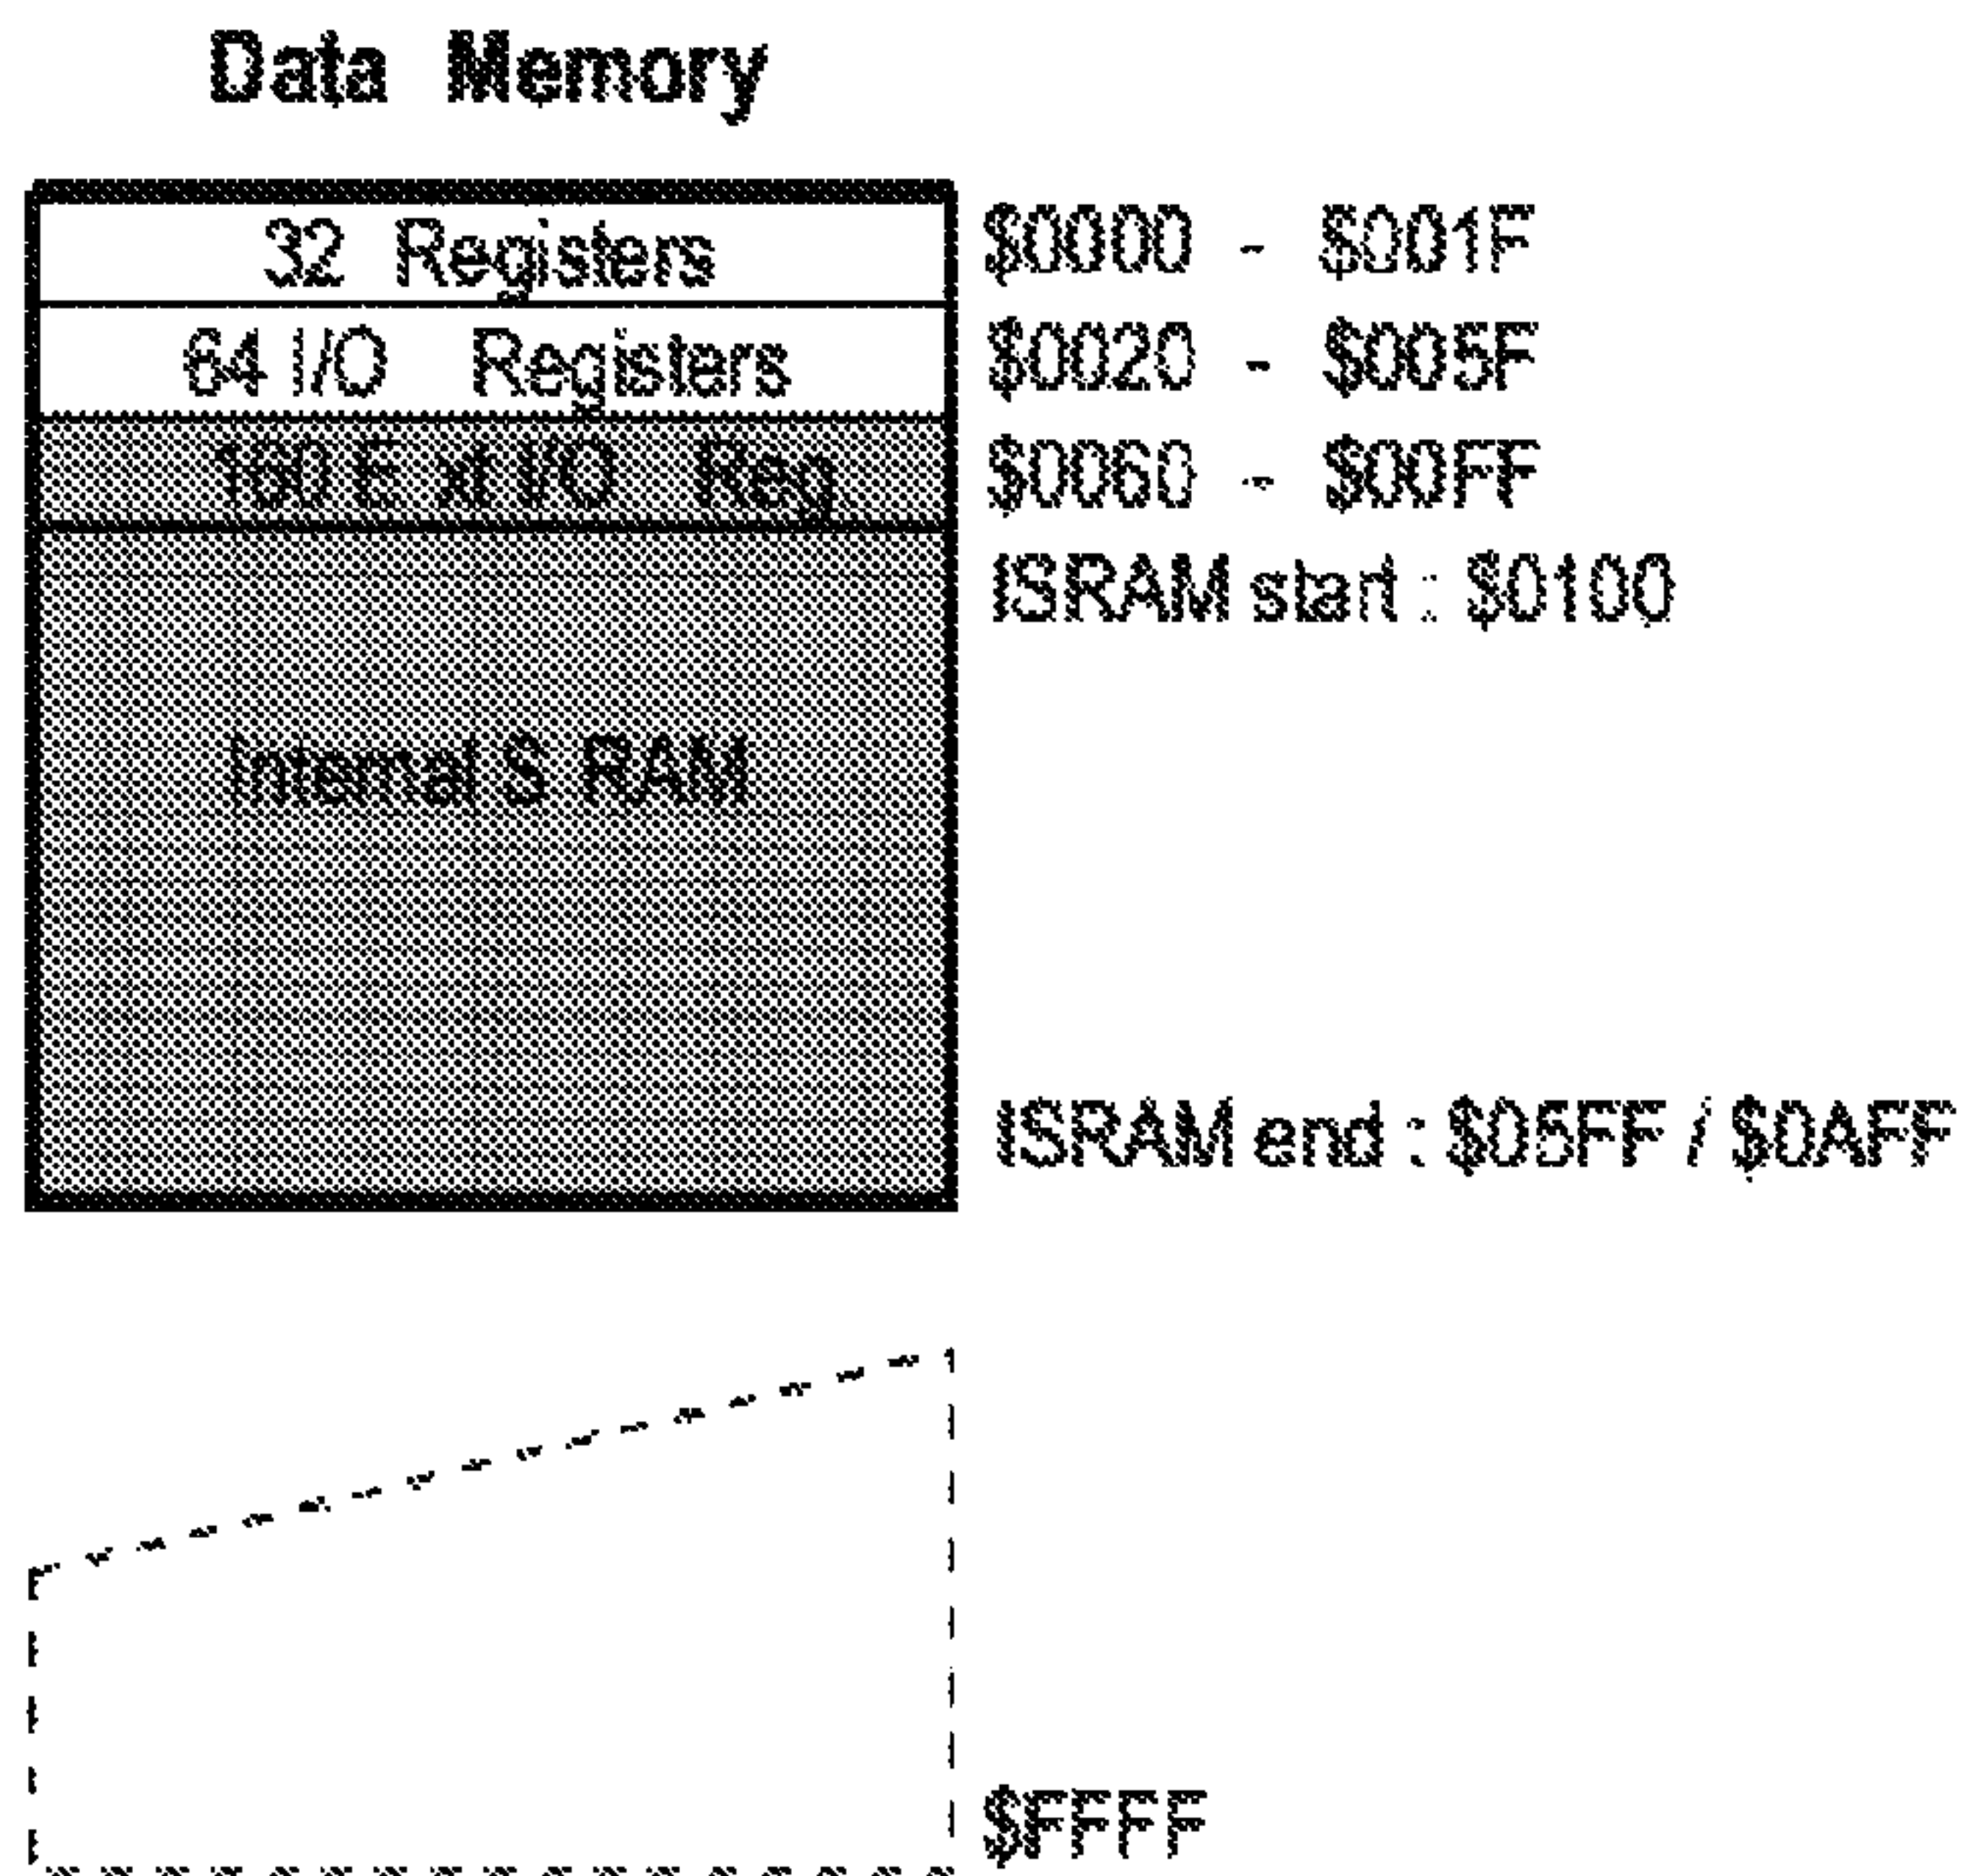 Data Memory
32 Registers $0000 - $001F
64 I/O Registers $0020 - $005F
160 E xt I/O Reg. $0060 - $00FF
ISRAM start : $0100
Internal S RAM
ISRAM end : $05FF / $0AFF
$FFFF